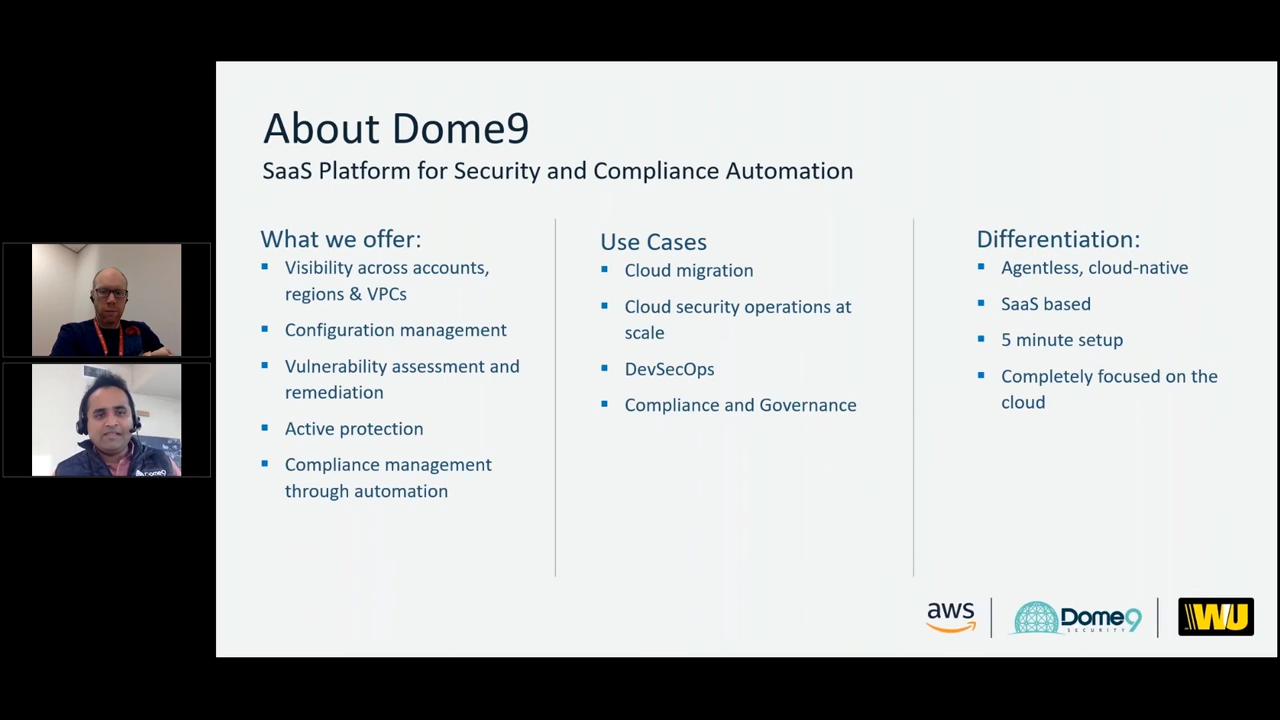 About Dome9
SaaS Platform for Security and Compliance Automation
What we offer:
Visibility across accounts,
regions & VPCs
Configuration management
Vulnerability assessment and
remediation
Active protection
Compliance management
through automation
Use Cases
Cloud migration
Cloud security operations at
scale
DevSecOps
Compliance and Governance
Differentiation:
Agentless, cloud-native
SaaS based
5 minute setup
Completely focused on the
cloud
aws
Dome9
SECURITY
WU
Dome9